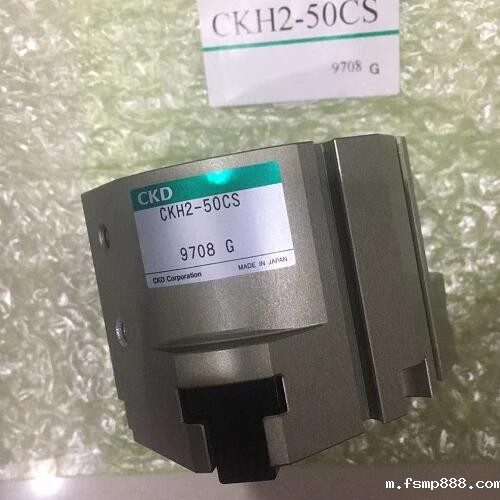 CKH2-50CS
9708 G
CKD
CKH2-50CS
9708 G
CKD Corporation
MADE IN JAPAN
m.fsmp888.com